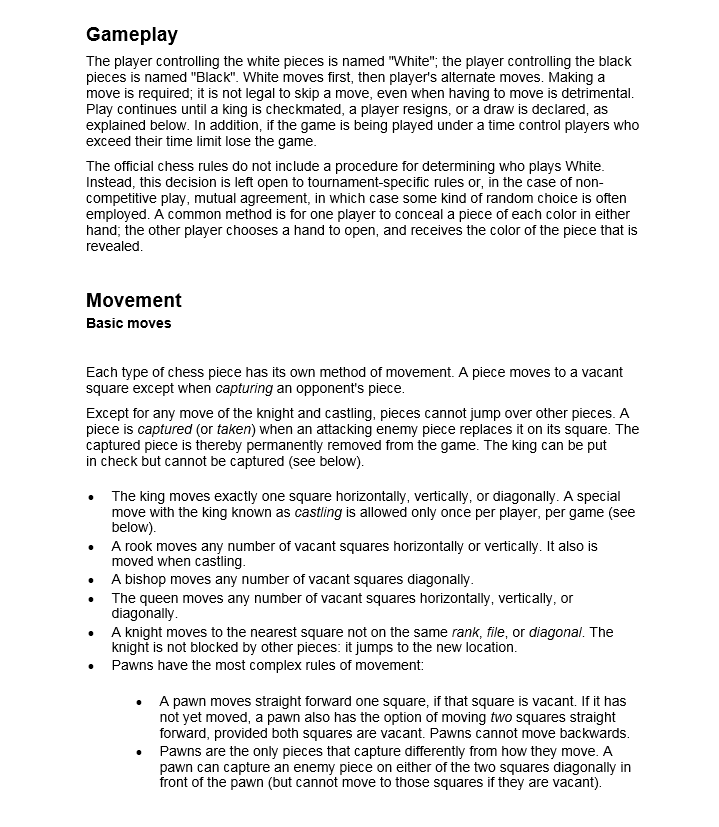 Gameplay
The player controlling the white pieces is named "White"; the player controlling the black
pieces is named "Black". White moves first, then player's alternate moves. Making a
move is required; it is not legal to skip a move, even when having to move is detrimental.
Play continues until a king is checkmated, a player resigns, or a draw is declared, as
explained below. In addition, if the game is being played under a time control players who
exceed their time limit lose the game.
The official chess rules do not include a procedure for determining who plays White.
Instead, this decision is left open to tournament-specific rules or, in the case of non-
competitive play, mutual agreement, in which case some kind of random choice is often
employed. A common method is for one player to conceal a piece of each color in either
hand; the other player chooses a hand to open, and receives the color of the piece that is
revealed.
Movement
Basic moves
Each type of chess piece has its own method of movement. A piece moves to a vacant
square except when capturing an opponent's piece.
Except for any move of the knight and castling, pieces cannot jump over other pieces. A
piece is captured (or taken) when an attacking enemy piece replaces it on its square. The
captured piece is thereby permanently removed from the game. The king can be put
in check but cannot be captured (see below).
• The king moves exactly one square horizontally, vertically, or diagonally. A special
move with the king known as castling is allowed only once per player, per game (see
below).
• A rook moves any number of vacant squares horizontally or vertically. It also is
moved when castling.
• A bishop moves any number of vacant squares diagonally.
• The queen moves any number of vacant squares horizontally, vertically, or
diagonally.
• A knight moves to the nearest square not on the same rank, file, or diagonal. The
knight is not blocked by other pieces: it jumps to the new location.
• Pawns have the most complex rules of movement:
• A pawn moves straight forward one square, if that square is vacant. If it has
not yet moved, a pawn also has the option of moving two squares straight
forward, provided both squares are vacant. Pawns cannot move backwards.
• Pawns are the only pieces that capture differently from how they move. A
pawn can capture an enemy piece on either of the two squares diagonally in
front of the pawn (but cannot move to those squares if they are vacant).